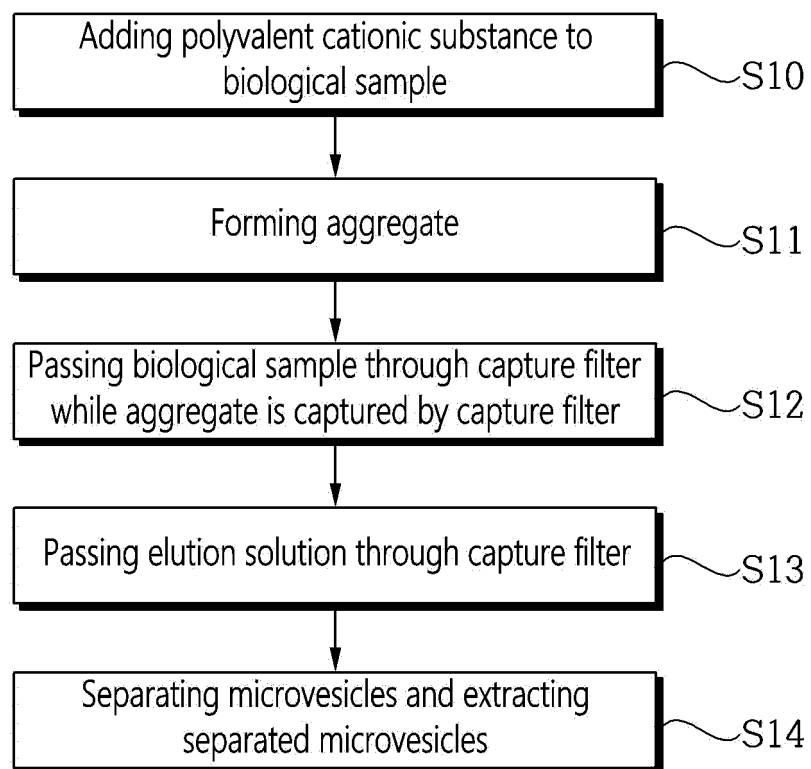 Adding polyvalent cationic substance to
biological sample
S10
Forming aggregate
S11
Passing biological sample through capture filter
while aggregate is captured by capture filter
S12
Passing elution solution through capture filter
S13
Separating microvesicles and extracting
separated microvesicles
S14